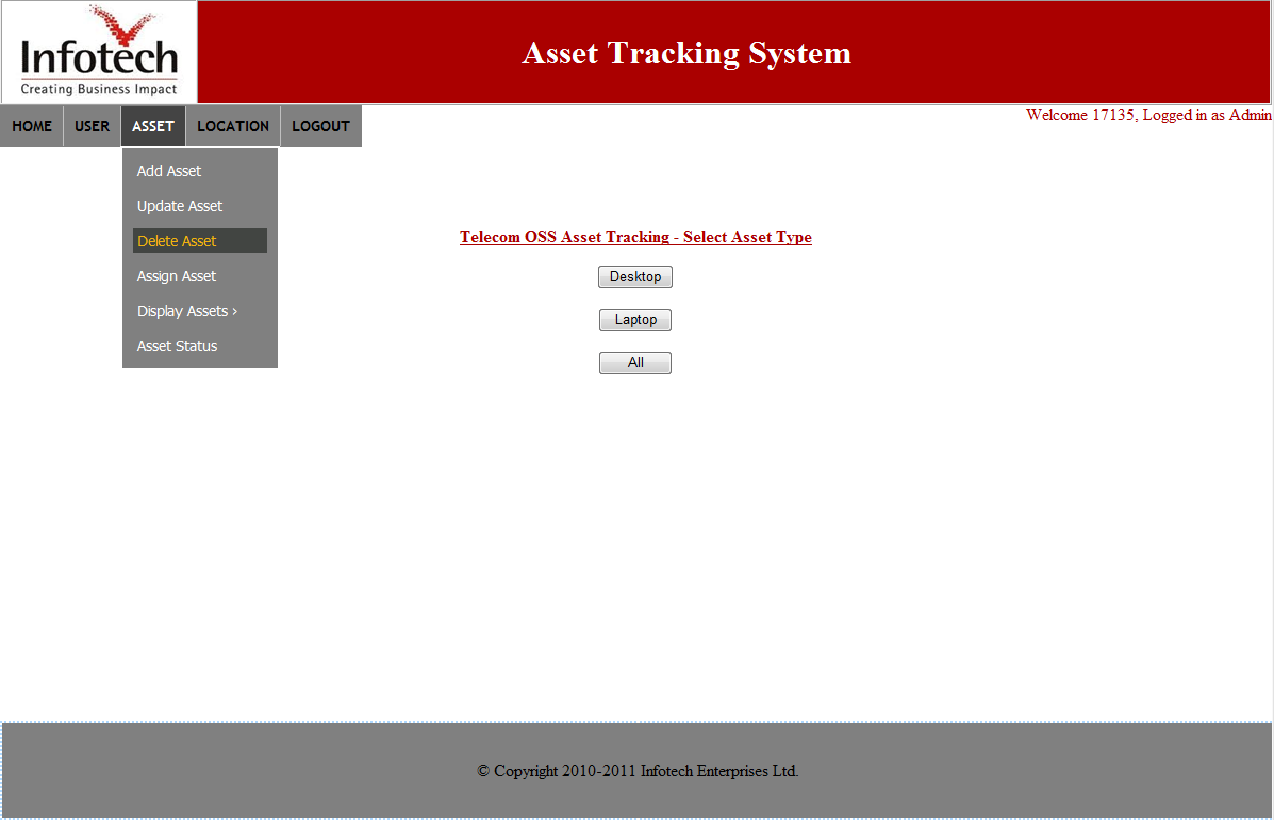 Infotech
Creating Business Impact
Asset Tracking System
HOME USER ASSET LOCATION LOGOUT
Welcome 17135, Logged in as Admin
Add Asset
Update Asset
Delete Asset
Assign Asset
Display Assets ›
Asset Status
Telecom OSS Asset Tracking - Select Asset Type
Desktop
Laptop
All
© Copyright 2010-2011 Infotech Enterprises Ltd.